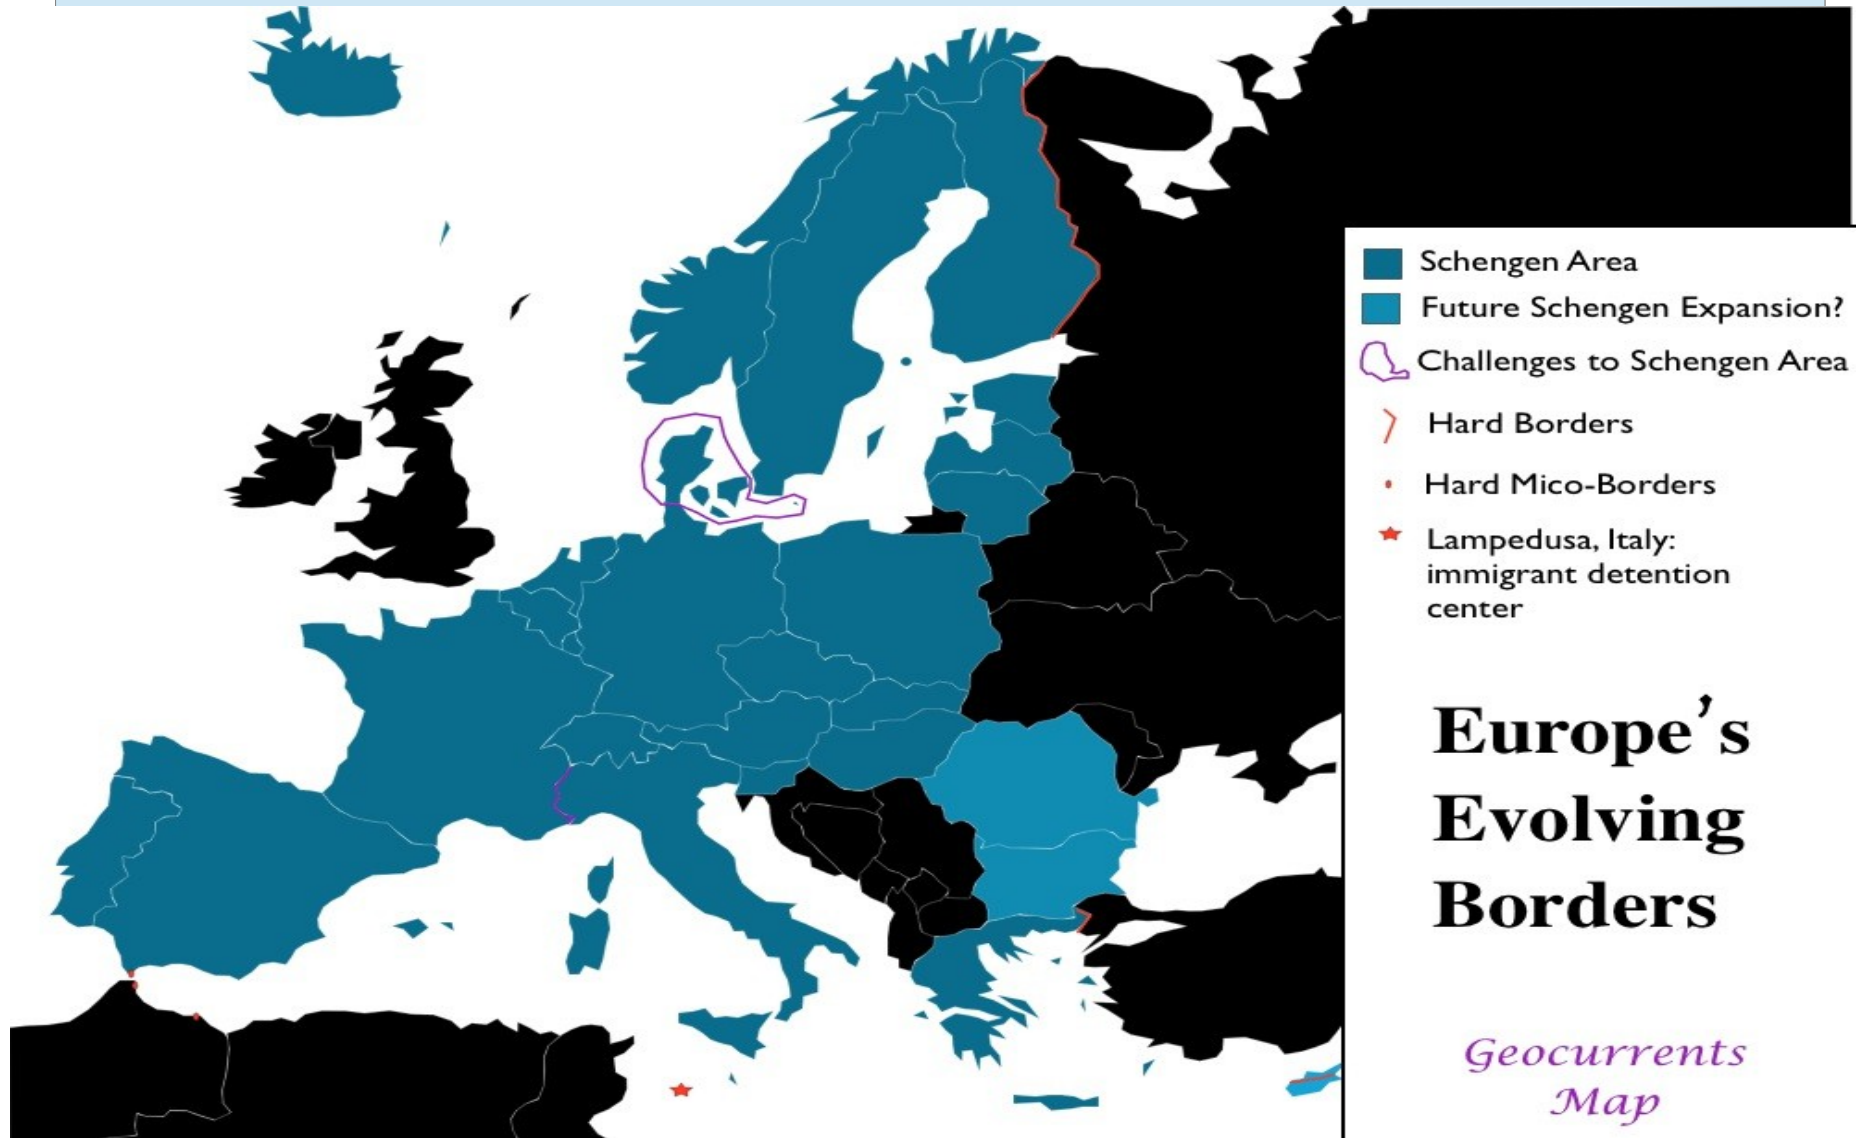 Schengen Area
Future Schengen Expansion?
Challenges to Schengen Area
Hard Borders
Hard Mico-Borders
Lampedusa, Italy:
immigrant detention
center
Europe's
Evolving
Borders
Geocurrents
Map